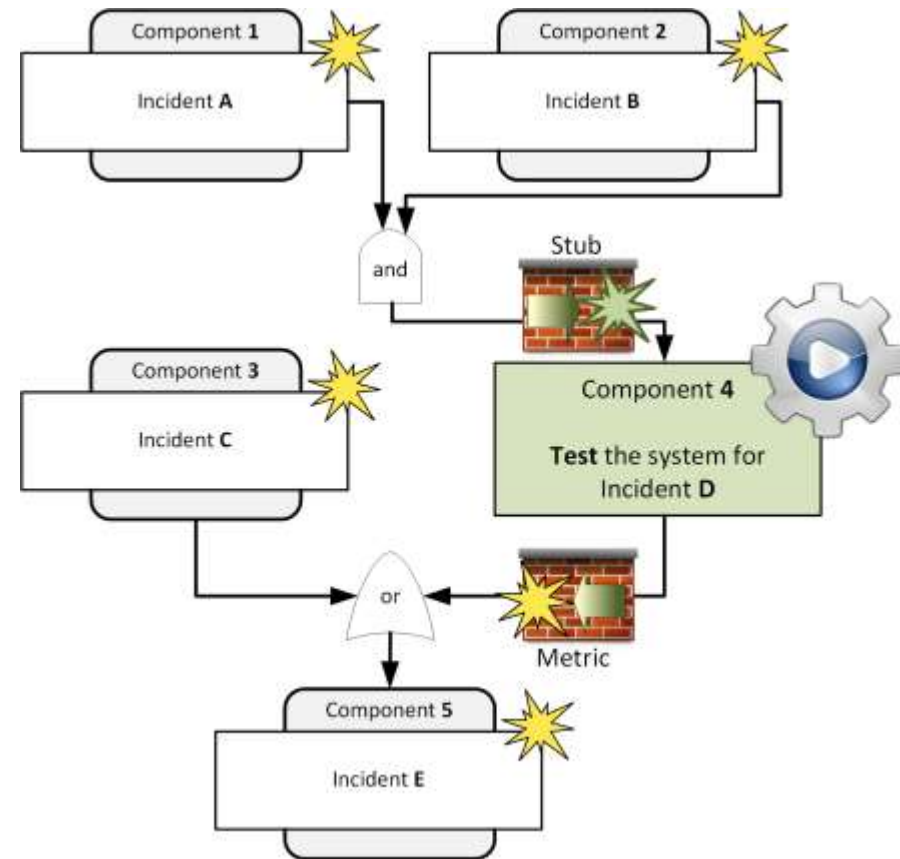 Component 1
Component 2
Incident A
Incident B
and
Stub
Component 3
Incident C
Component 4
Test the system for
Incident D
or
Metric
Component 5
Incident E